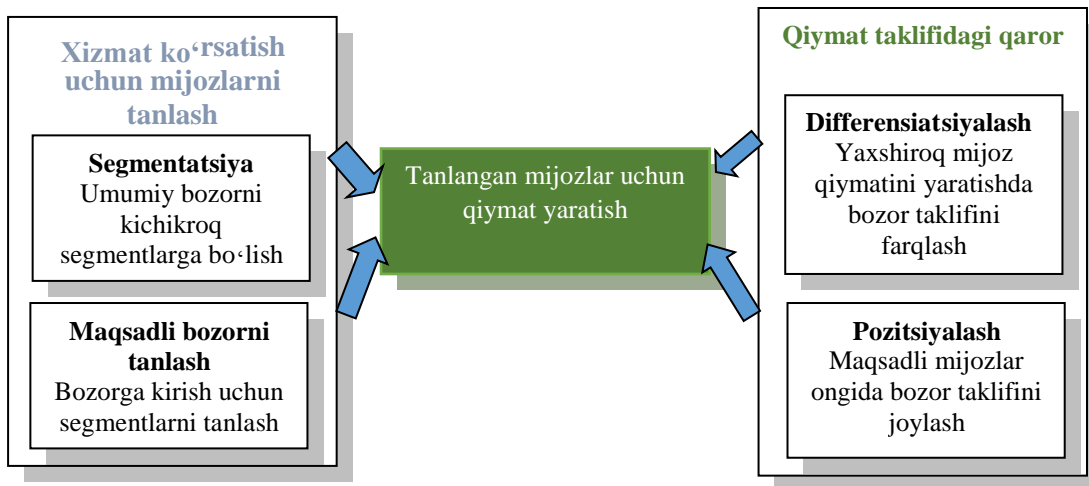 Xizmat ko‘rsatish
uchun mijozlarni
tanlash
Segmentatsiya
Umumiy bozorni
kichikroq
segmentlarga bo‘lish
Maqsadli bozorni
tanlash
Bozorga kirish uchun
segmentlarni tanlash
Tanlangan mijozlar uchun
qiymat yaratish
Qiymat taklifidagi qaror
Differensiatsiyalash
Yaxshiroq mijoz
qiymatini yaratishda
bozor taklifini
farqlash
Pozitsiyalash
Maqsadli mijozlar
ongida bozor taklifini
joylash